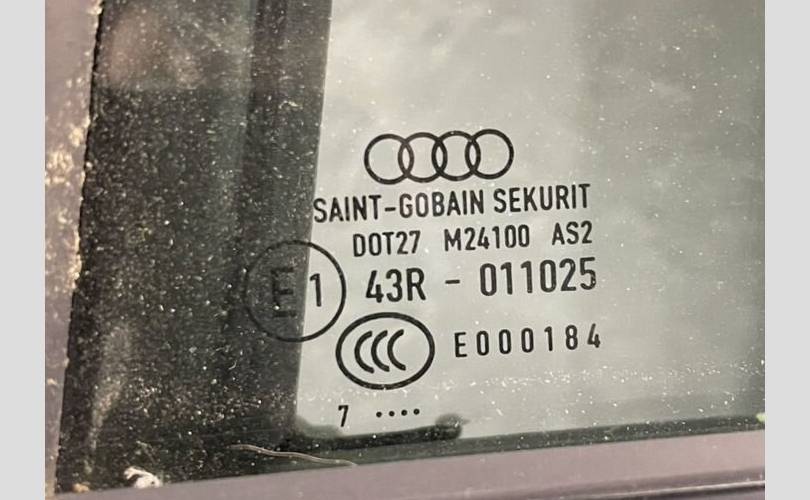 SAINT-GOBAIN SEKURIT
DOT27 M24100 AS2
E1 43R - 011025
CCC E000184
7 ····